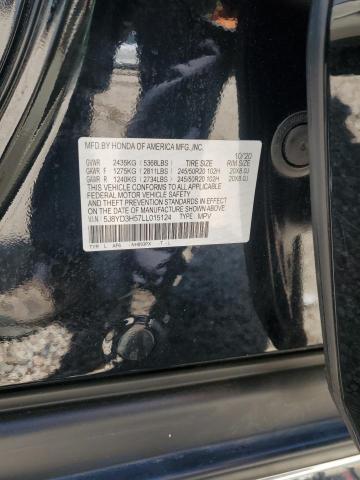 MFD.BY HONDA OF AMERICA MFG.,INC.
10/20
GVWR 2435KG 5368LBS TIRE SIZE RIM SIZE
GAWR F 1275KG 2811LBS 245/50R20 102H 20X8.0J
GAWR R 1240KG 2734LBS 245/50R20 102H 20X8.0J
THIS VEHICLE CONFORMS TO ALL APPLICABLE
FEDERAL MOTOR VEHICLE SAFETY
AND THEFT PREVENTION STANDARDS IN EFFECT ON
THE DATE OF MANUFACTURE SHOWN ABOVE.
V.I.N: 5J8YD3H57LL015124 TYPE: MPV